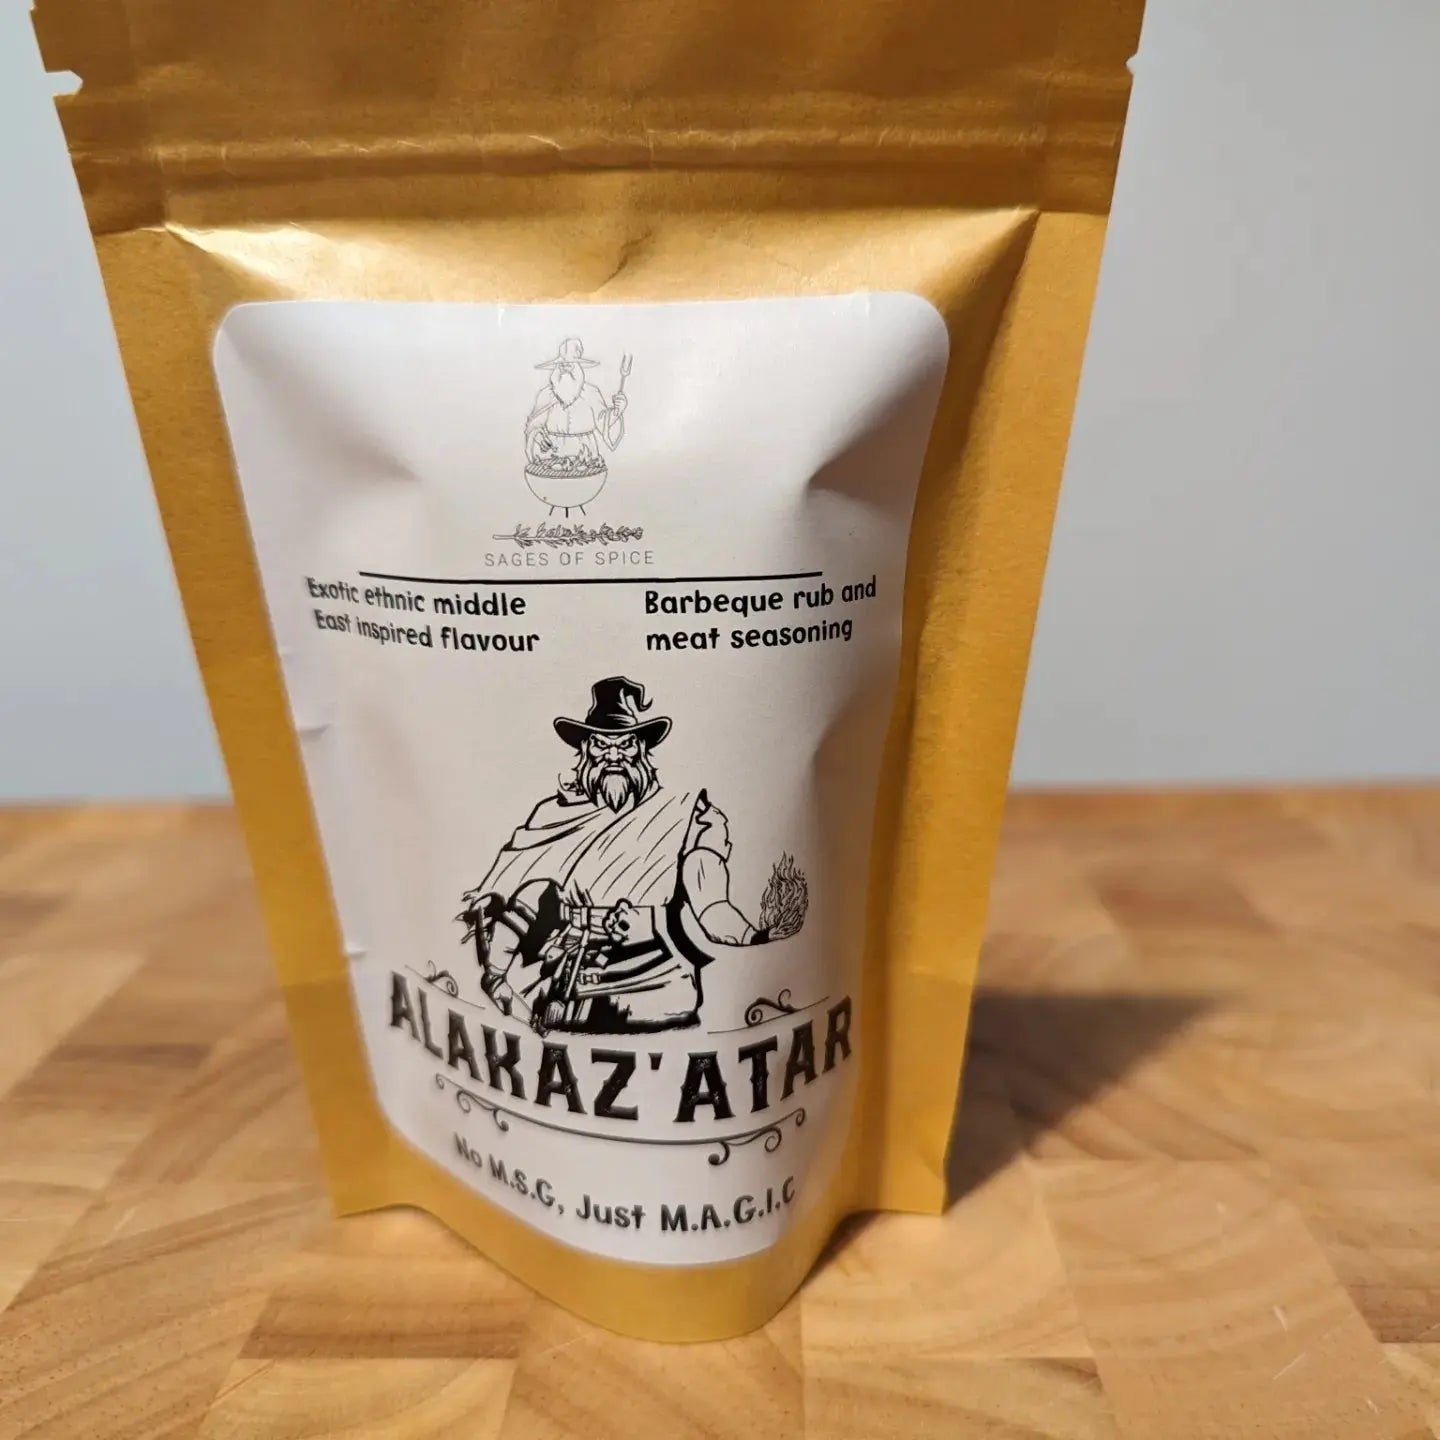 SAGES OF SPICE
Exotic ethnic middle
East inspired flavour
Barbeque rub and
meat seasoning
ALAKAZ'ATAR
No M.S.G, Just M.A.G.I.C